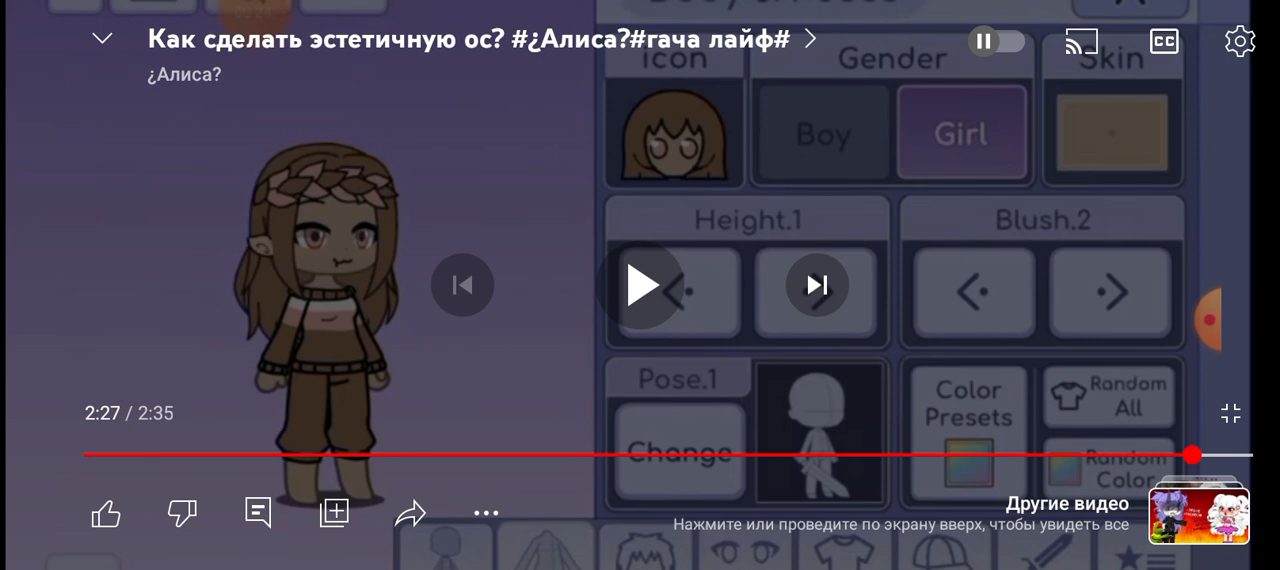 Как сделать эстетичную ос? #¿Алиса?#гача лайф#
¿Алиса?
CC
Icon
Gender
Skin
Boy
Girl
Height.1
Blush.2
Pose.1
Change
Color
Presets
Random
All
Random
Color
2:27 / 2:35
Другие видео
Нажмите или проведите по экрану вверх, чтобы увидеть все